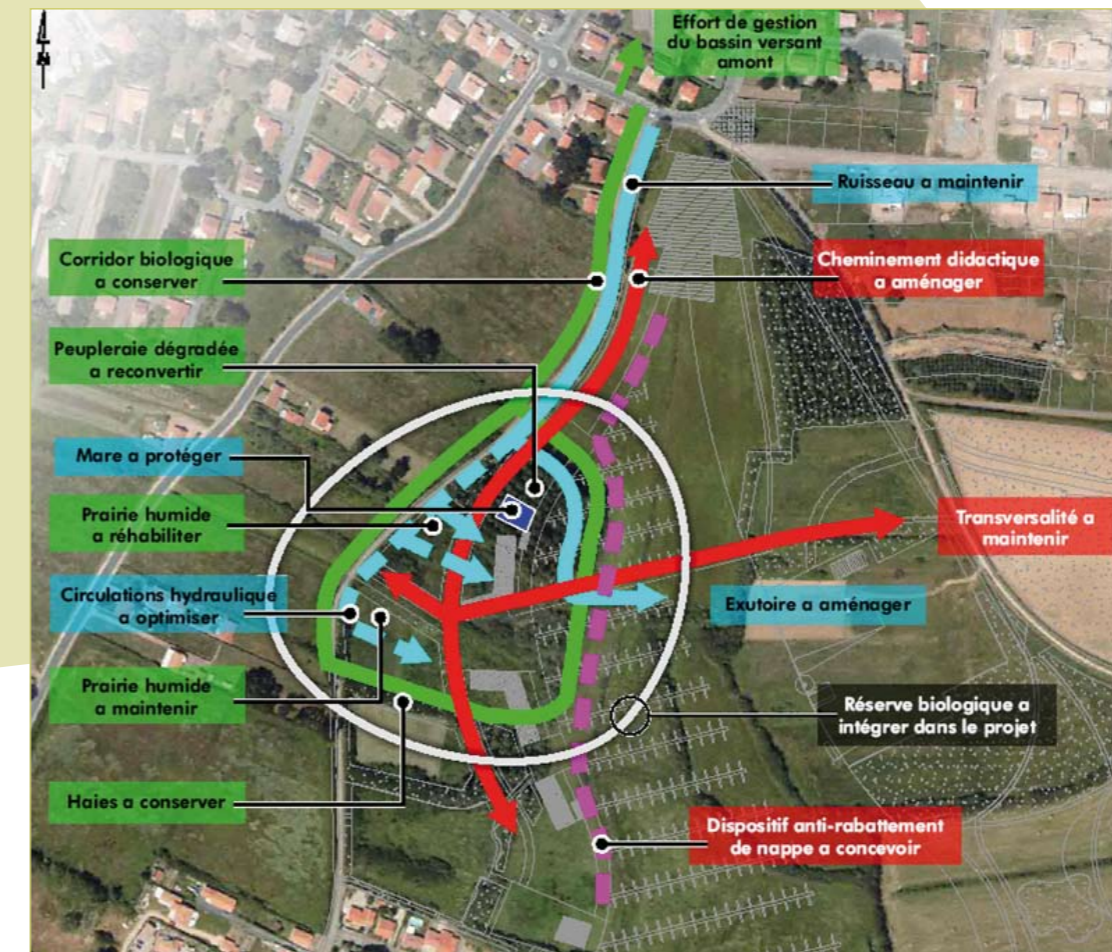 Effort de gestion
du bassin versant
amont
Ruisseau a maintenir
Corridor biologique
a conserver
Cheminement didactique
a aménager
Peupleraie dégradée
a reconvertir
Mare a protéger
Prairie humide
a réhabiliter
Transversalité a
maintenir
Circulations hydraulique
a optimiser
Exutoire a aménager
Prairie humide
a maintenir
Réserve biologique a
intégrer dans le projet
Haies a conserver
Dispositif anti-rabattement
de nappe a concevoir